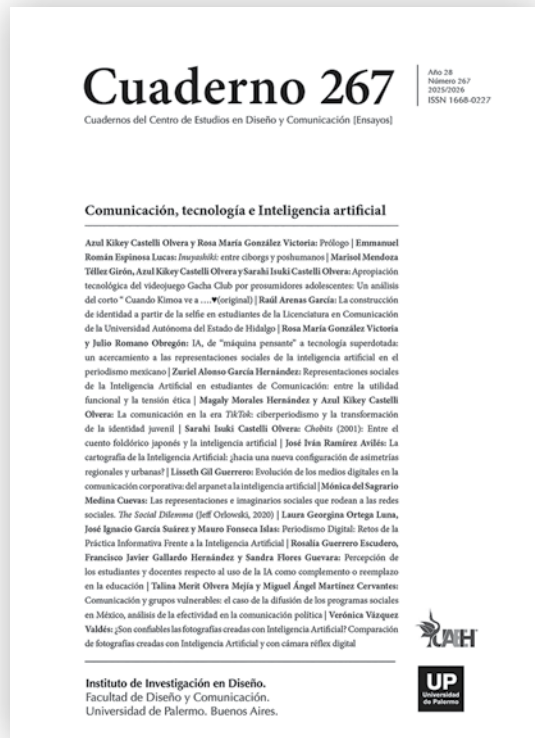 Cuaderno 267
Cuadernos del Centro de Estudios en Diseño y Comunicación [Ensayos]
Año 28
Número 267
2025/2026
ISSN 1668-0227
Comunicación, tecnología e Inteligencia artificial
Azul Kikey Castelli Olvera y Rosa María González Victoria: Prólogo | Emmanuel
Román Espinosa Lucas: Inuyashiki: entre ciborgs y poshumanos | Marisol Mendoza
Téllez Girón, Azul Kikey Castelli Olvera y Sarahi Isuki Castelli Olvera: Apropiación
tecnológica del videojuego Gacha Club por prosumidores adolescentes: Un análisis
del corto “ Cuando Kimoa ve a ....♥(original) | Raúl Arenas García: La construcción
de identidad a partir de la selfie en estudiantes de la Licenciatura en Comunicación
de la Universidad Autónoma del Estado de Hidalgo | Rosa María González Victoria
y Julio Romano Obregón: IA, de “máquina pensante” a tecnología superdotada:
un acercamiento a las representaciones sociales de la inteligencia artificial en el
periodismo mexicano | Zuriel Alonso García Hernández: Representaciones sociales
de la Inteligencia Artificial en estudiantes de Comunicación: entre la utilidad
funcional y la tensión ética | Magaly Morales Hernández y Azul Kikey Castelli
Olvera: La comunicación en la era TikTok: ciberperiodismo y la transformación
de la identidad juvenil | Sarahi Isuki Castelli Olvera: Chobits (2001): Entre el
cuento folclórico japonés y la inteligencia artificial | José Iván Ramírez Avilés: La
cartografía de la Inteligencia Artificial: ¿hacia una nueva configuración de asimetrías
regionales y urbanas? | Lisseth Gil Guerrero: Evolución de los medios digitales en la
comunicación corporativa: del arpanet a la inteligencia artificial | Mónica del Sagrario
Medina Cuevas: Las representaciones e imaginarios sociales que rodean a las redes
sociales. The Social Dilemma (Jeff Orlowski, 2020) | Laura Georgina Ortega Luna,
José Ignacio García Suárez y Mauro Fonseca Islas: Periodismo Digital: Retos de la
Práctica Informativa Frente a la Inteligencia Artificial | Rosalía Guerrero Escudero,
Francisco Javier Gallardo Hernández y Sandra Flores Guevara: Percepción de
los estudiantes y docentes respecto al uso de la IA como complemento o reemplazo
en la educación | Talina Merit Olvera Mejía y Miguel Ángel Martínez Cervantes:
Comunicación y grupos vulnerables: el caso de la difusión de los programas sociales
en México, análisis de la efectividad en la comunicación política | Verónica Vázquez
Valdés: ¿Son confiables las fotografías creadas con Inteligencia Artificial? Comparación
de fotografías creadas con Inteligencia Artificial y con cámara réflex digital
UAEH
Instituto de Investigación en Diseño.
Facultad de Diseño y Comunicación.
Universidad de Palermo. Buenos Aires.
UP
Universidad
de Palermo